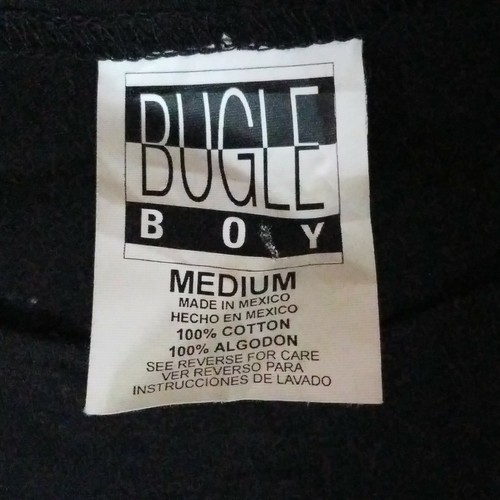 BUGLE
BOY
MEDIUM
MADE IN MEXICO
HECHO EN MEXICO
100% COTTON
100% ALGODON
SEE REVERSE FOR CARE
VER REVERSO PARA
INSTRUCCIONES DE LAVADO